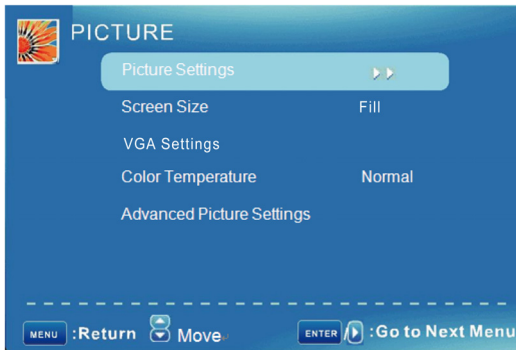 PICTURE
Picture Settings
Screen Size Fill
VGA Settings
Color Temperature Normal
Advanced Picture Settings
MENU :Return Move ENTER / :Go to Next Menu